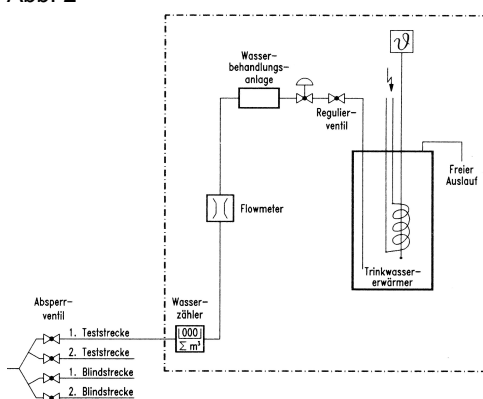 Abb. 2
ϑ
Wasser-
behandlungs-
anlage
Regulier-
ventil
Freier
Auslauf
Flowmeter
Trinkwasser-
erwärmer
Absperr-
ventil
Wasser-
zähler
000
Σ m³
1. Teststrecke
2. Teststrecke
1. Blindstrecke
2. Blindstrecke